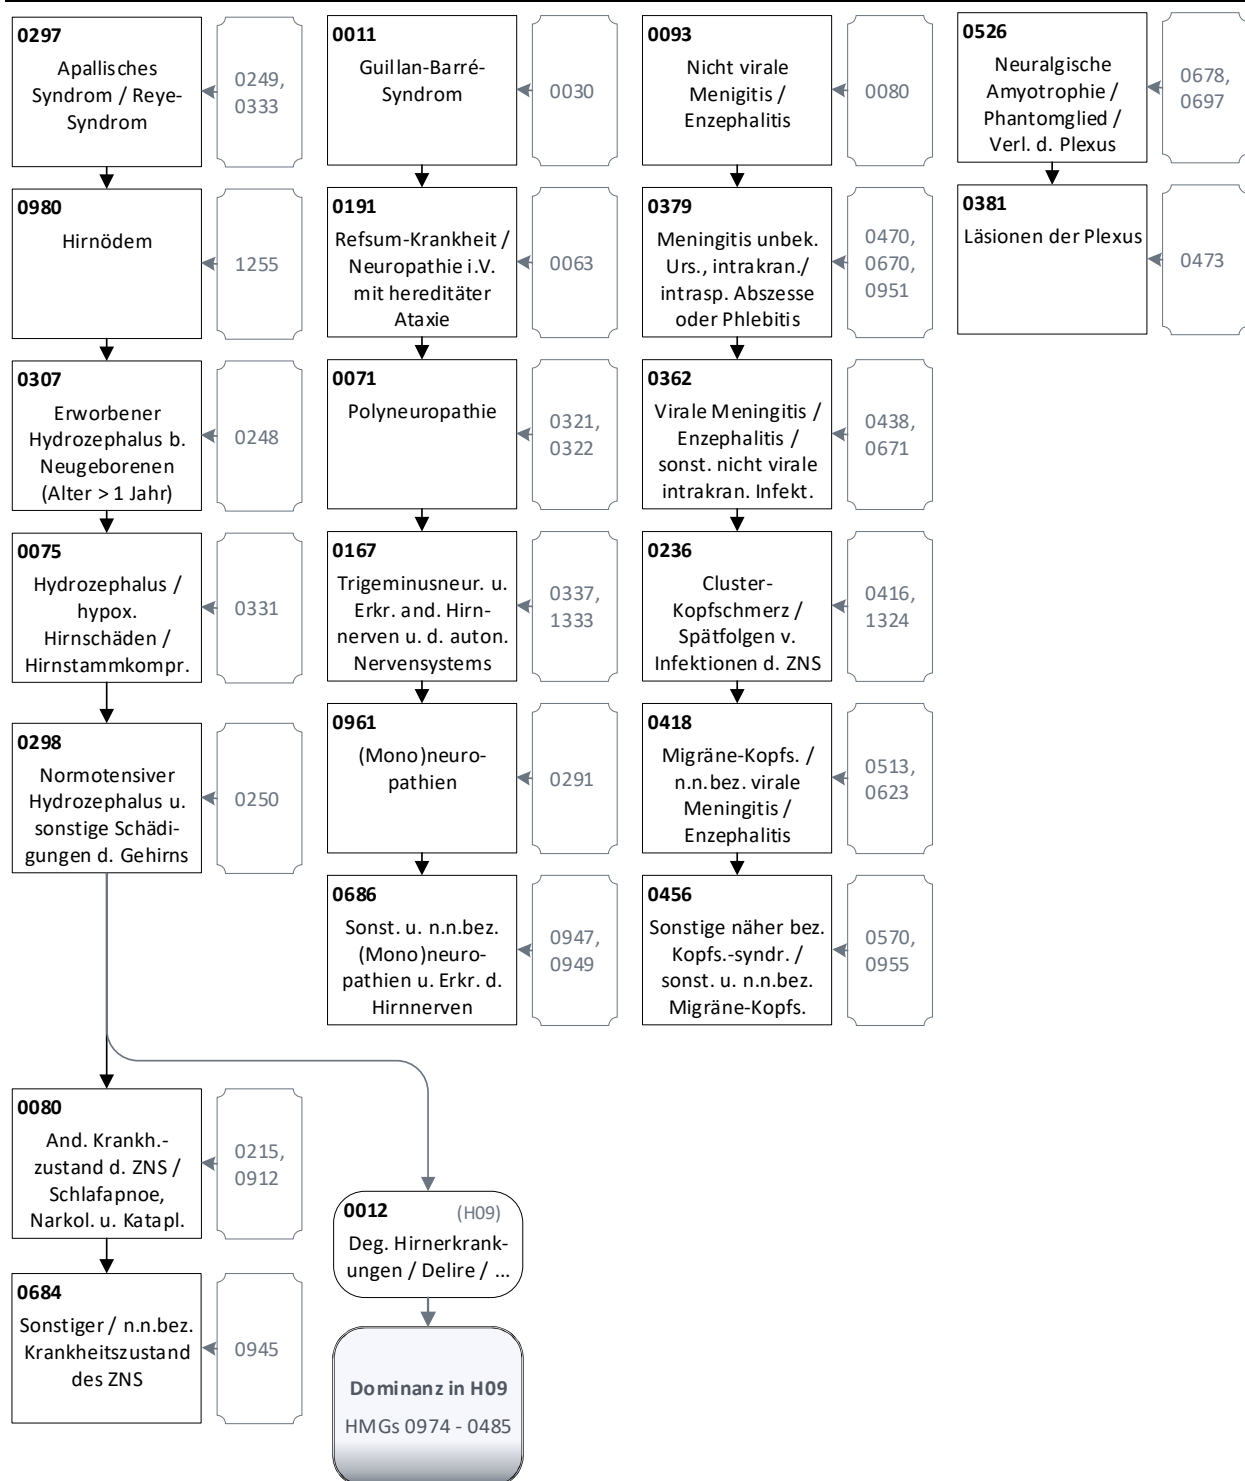 0297
Apallisches
Syndrom / Reye-
Syndrom
0249,
0333
0980
Hirnödem
1255
0307
Erworbener
Hydrozephalus b.
Neugeborenen
(Alter > 1 Jahr)
0248
0075
Hydrozephalus /
hypox.
Hirnschäden /
Hirnstammkompr.
0331
0298
Normotensiver
Hydrozephalus u.
sonstige Schädi-
gungen d. Gehirns
0250
0080
And. Krankh.-
zustand d. ZNS /
Schlafapnoe,
Narkol. u. Katapl.
0215,
0912
0684
Sonstiger / n.n.bez.
Krankheitszustand
des ZNS
0945
0011
Guillan-Barré-
Syndrom
0030
0191
Refsum-Krankheit /
Neuropathie i.V.
mit hereditäter
Ataxie
0063
0071
Polyneuropathie
0321,
0322
0167
Trigeminusneur. u.
Erkr. and. Hirn-
nerven u. d. auton.
Nervensystems
0337,
1333
0961
(Mono)neuro-
pathien
0291
0686
Sonst. u. n.n.bez.
(Mono)neuro-
pathien u. Erkr. d.
Hirnnerven
0947,
0949
0012 (H09)
Deg. Hirnerkrank-
ungen / Delire / ...
Dominanz in H09
HMGs 0974 - 0485
0093
Nicht virale
Menigitis /
Enzephalitis
0080
0379
Meningitis unbek.
Urs., intrakran./
intrasp. Abszesse
oder Phlebitis
0470,
0670,
0951
0362
Virale Meningitis /
Enzephalitis /
sonst. nicht virale
intrakran. Infekt.
0438,
0671
0236
Cluster-
Kopfschmerz /
Spätfolgen v.
Infektionen d. ZNS
0416,
1324
0418
Migräne-Kopfs. /
n.n.bez. virale
Meningitis /
Enzephalitis
0513,
0623
0456
Sonstige näher bez.
Kopfs.-syndr. /
sonst. u. n.n.bez.
Migräne-Kopfs.
0570,
0955
0526
Neuralgische
Amyotrophie /
Phantomglied /
Verl. d. Plexus
0678,
0697
0381
Läsionen der Plexus
0473